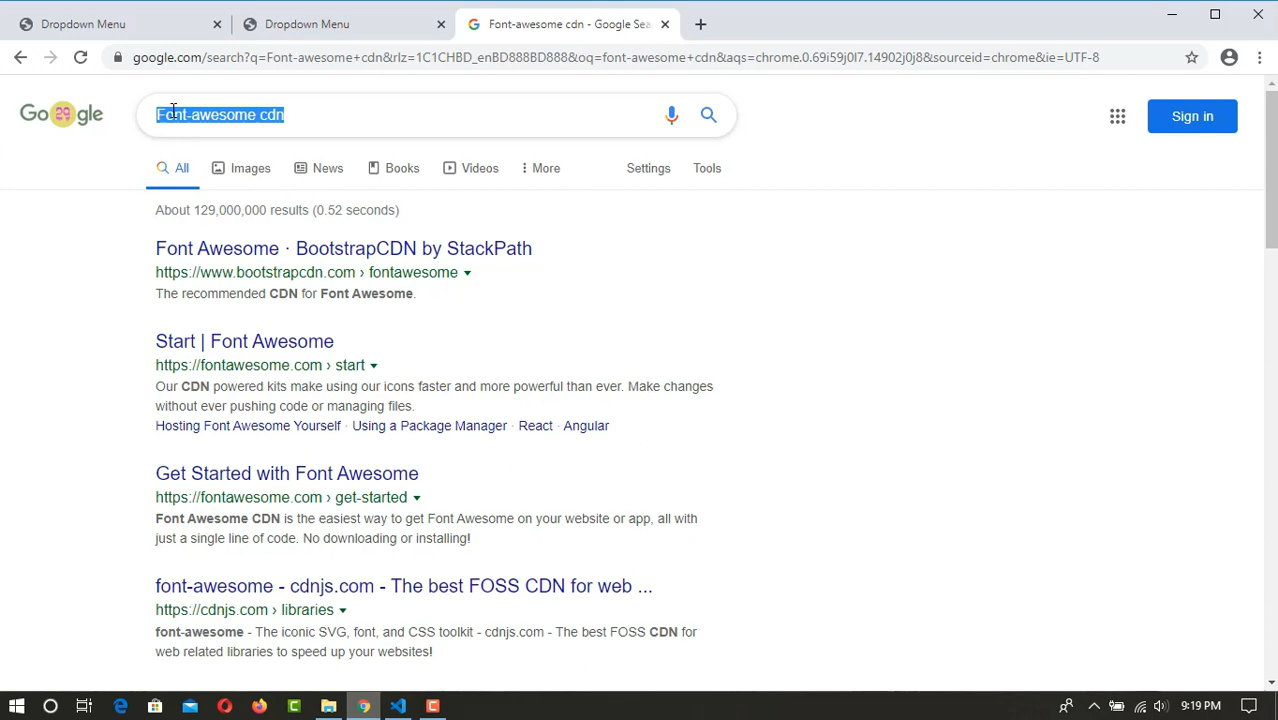 Dropdown Menu
Dropdown Menu
Font-awesome cdn - Google Sea
google.com/search?q=Font-awesome+cdn&rlz=1C1CHBD_enBD888BD888&oq=font-awesome+cdn&aqs=chrome.0.69i59j0l7.14902j0j8&sourceid=chrome&ie=UTF-8
Google
29
Font-awesome cdn
Sign in
All Images News Books Videos More Settings Tools
About 129,000,000 results (0.52 seconds)
Font Awesome · BootstrapCDN by StackPath
https://www.bootstrapcdn.com › fontawesome
The recommended CDN for Font Awesome.
Start | Font Awesome
https://fontawesome.com › start
Our CDN powered kits make using our icons faster and more powerful than ever. Make changes
without ever pushing code or managing files.
Hosting Font Awesome Yourself · Using a Package Manager · React · Angular
Get Started with Font Awesome
https://fontawesome.com › get-started
Font Awesome CDN is the easiest way to get Font Awesome on your website or app, all with
just a single line of code. No downloading or installing!
font-awesome - cdnjs.com - The best FOSS CDN for web ...
https://cdnjs.com › libraries
font-awesome - The iconic SVG, font, and CSS toolkit - cdnjs.com - The best FOSS CDN for
web related libraries to speed up your websites!
9:19 PM